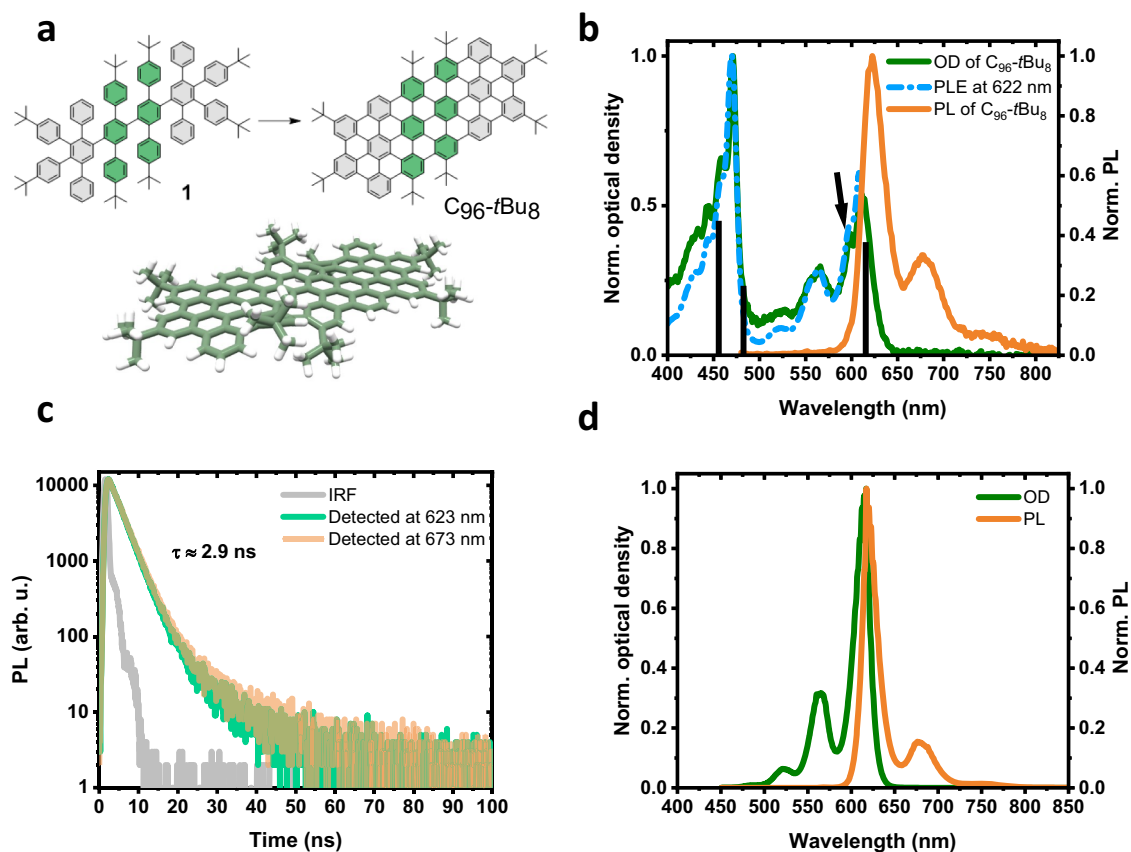 a
1
C96-tBu8
b
OD of C96-tBu8
PLE at 622 nm
PL of C96-tBu8
Norm. optical density
1.0
0.5
0.0
Norm. PL
1.0
0.8
0.6
0.4
0.2
0.0
400 450 500 550 600 650 700 750 800
Wavelength (nm)
c
IRF
Detected at 623 nm
Detected at 673 nm
τ ≈ 2.9 ns
PL (arb. u.)
10000
1000
100
10
1
0 10 20 30 40 50 60 70 80 90 100
Time (ns)
d
OD
PL
Norm. optical density
1.0
0.8
0.6
0.4
0.2
0.0
Norm. PL
1.0
0.8
0.6
0.4
0.2
0.0
400 450 500 550 600 650 700 750 800 850
Wavelength (nm)